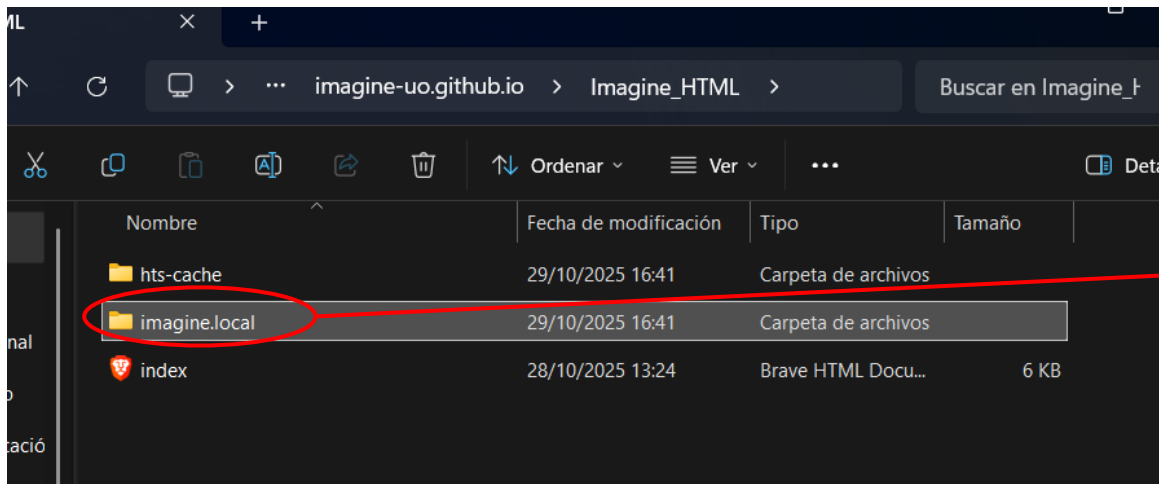 ML
imagine-uo.github.io > Imagine_HTML > Buscar en Imagine_H
Ordenar Ver ... Deta
Nombre Fecha de modificación Tipo Tamaño
hts-cache 29/10/2025 16:41 Carpeta de archivos
imagine.local 29/10/2025 16:41 Carpeta de archivos
nal
index 28/10/2025 13:24 Brave HTML Docu... 6 KB
tació